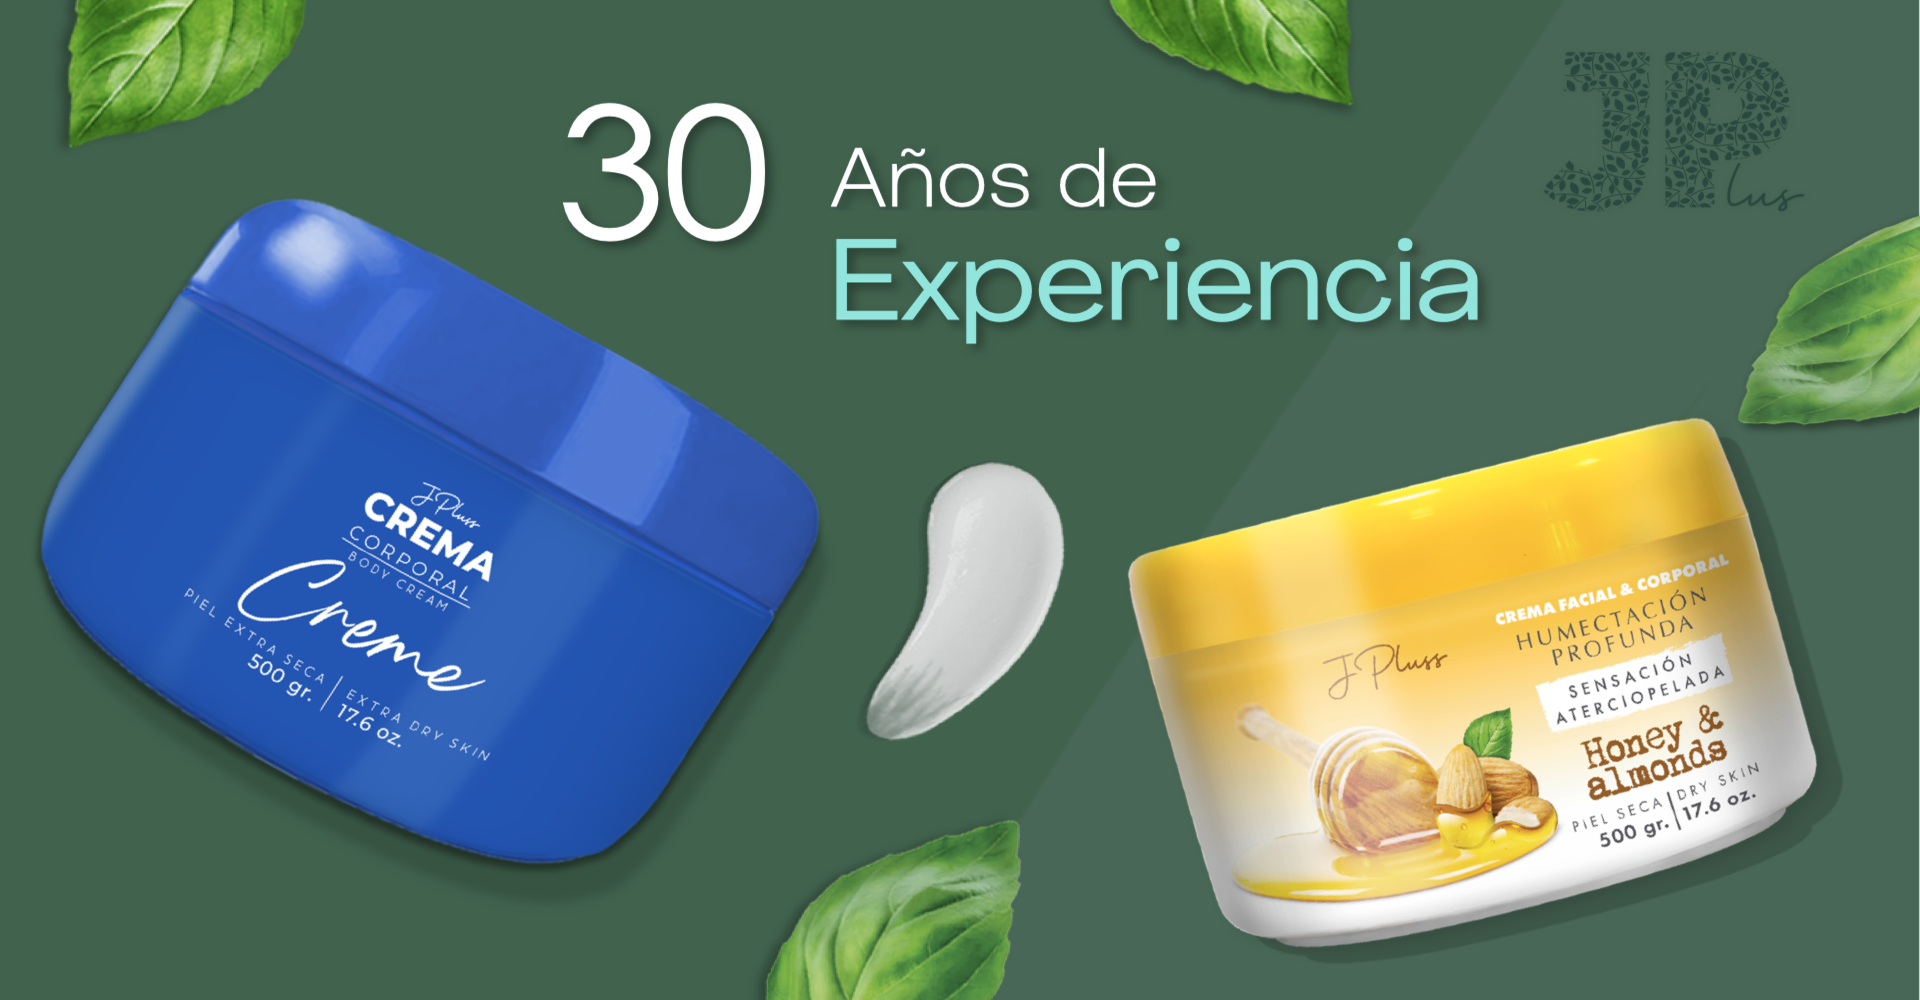 30 Años de
Experiencia
JPlus
J Pluss
CREMA
CORPORAL
BODY CREAM
Creme
PIEL EXTRA SECA | EXTRA DRY SKIN
500 gr. | 17.6 oz.
J Pluss
CREMA FACIAL & CORPORAL
HUMECTACIÓN
PROFUNDA
SENSACIÓN
ATERCIOPELADA
Honey &
almonds
PIEL SECA | DRY SKIN
500 gr. | 17.6 oz.